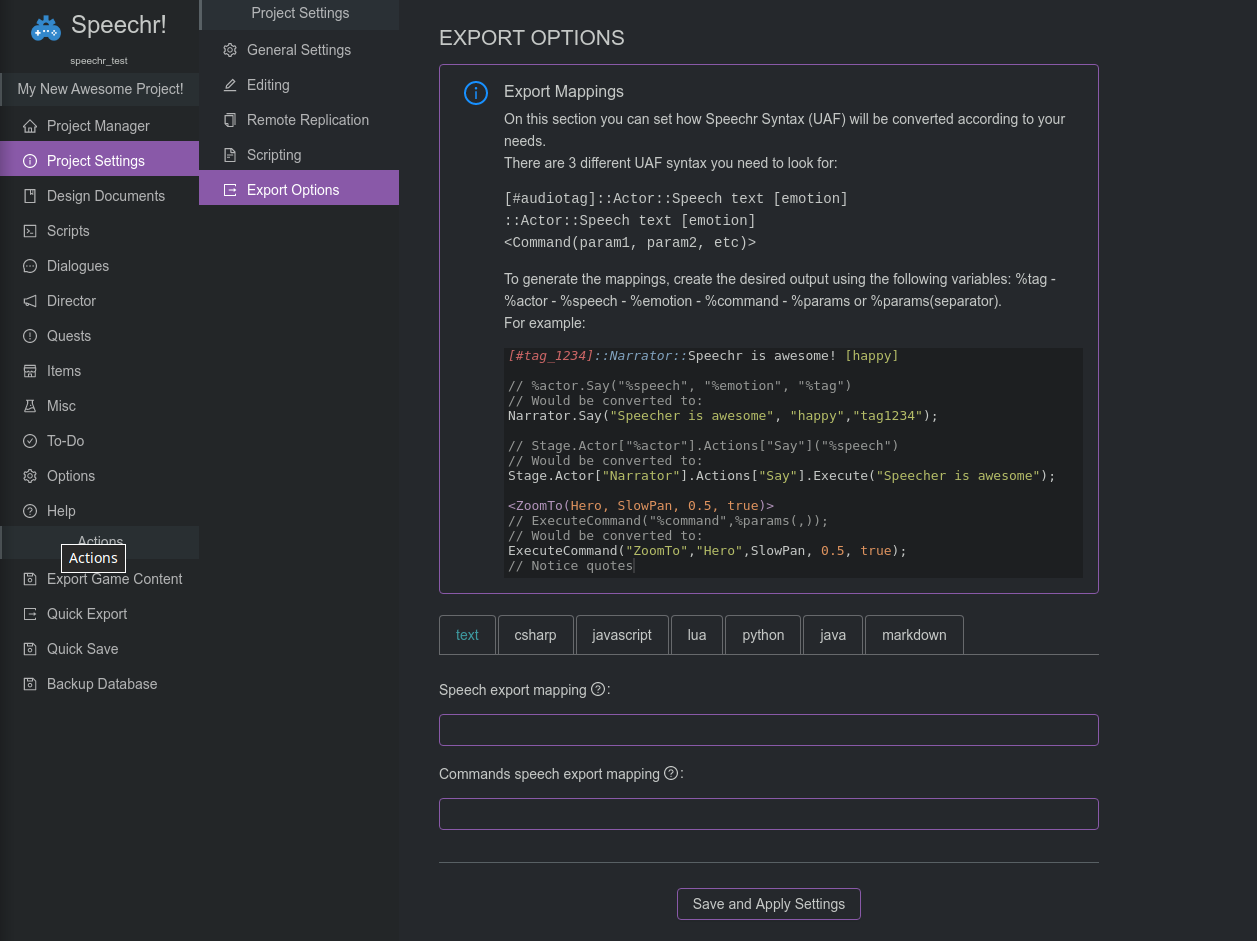 Speechr!
speechr_test
My New Awesome Project!
Project Manager
Project Settings
Design Documents
Scripts
Dialogues
Director
Quests
Items
Misc
To-Do
Options
Help
Actions
Actions
Export Game Content
Quick Export
Quick Save
Backup Database
Project Settings
General Settings
Editing
Remote Replication
Scripting
Export Options
EXPORT OPTIONS
Export Mappings
On this section you can set how Speechr Syntax (UAF) will be converted according to your
needs.
There are 3 different UAF syntax you need to look for:
[#audiotag]::Actor::Speech text [emotion]
::Actor::Speech text [emotion]
<Command(param1, param2, etc)>
To generate the mappings, create the desired output using the following variables: %tag -
%actor - %speech - %emotion - %command - %params or %params(separator).
For example:
[#tag_1234]::Narrator::Speechr is awesome! [happy]
// %actor.Say("%speech", "%emotion", "%tag")
// Would be converted to:
Narrator.Say("Speecher is awesome", "happy","tag1234");
// Stage.Actor["%actor"].Actions["Say"]("%speech")
// Would be converted to:
Stage.Actor["Narrator"].Actions["Say"].Execute("Speecher is awesome");
<ZoomTo(Hero, SlowPan, 0.5, true)>
// ExecuteCommand("%command",%params(,));
// Would be converted to:
ExecuteCommand("ZoomTo","Hero",SlowPan, 0.5, true);
// Notice quotes
text csharp javascript lua python java markdown
Speech export mapping ?:
Commands speech export mapping ?:
Save and Apply Settings